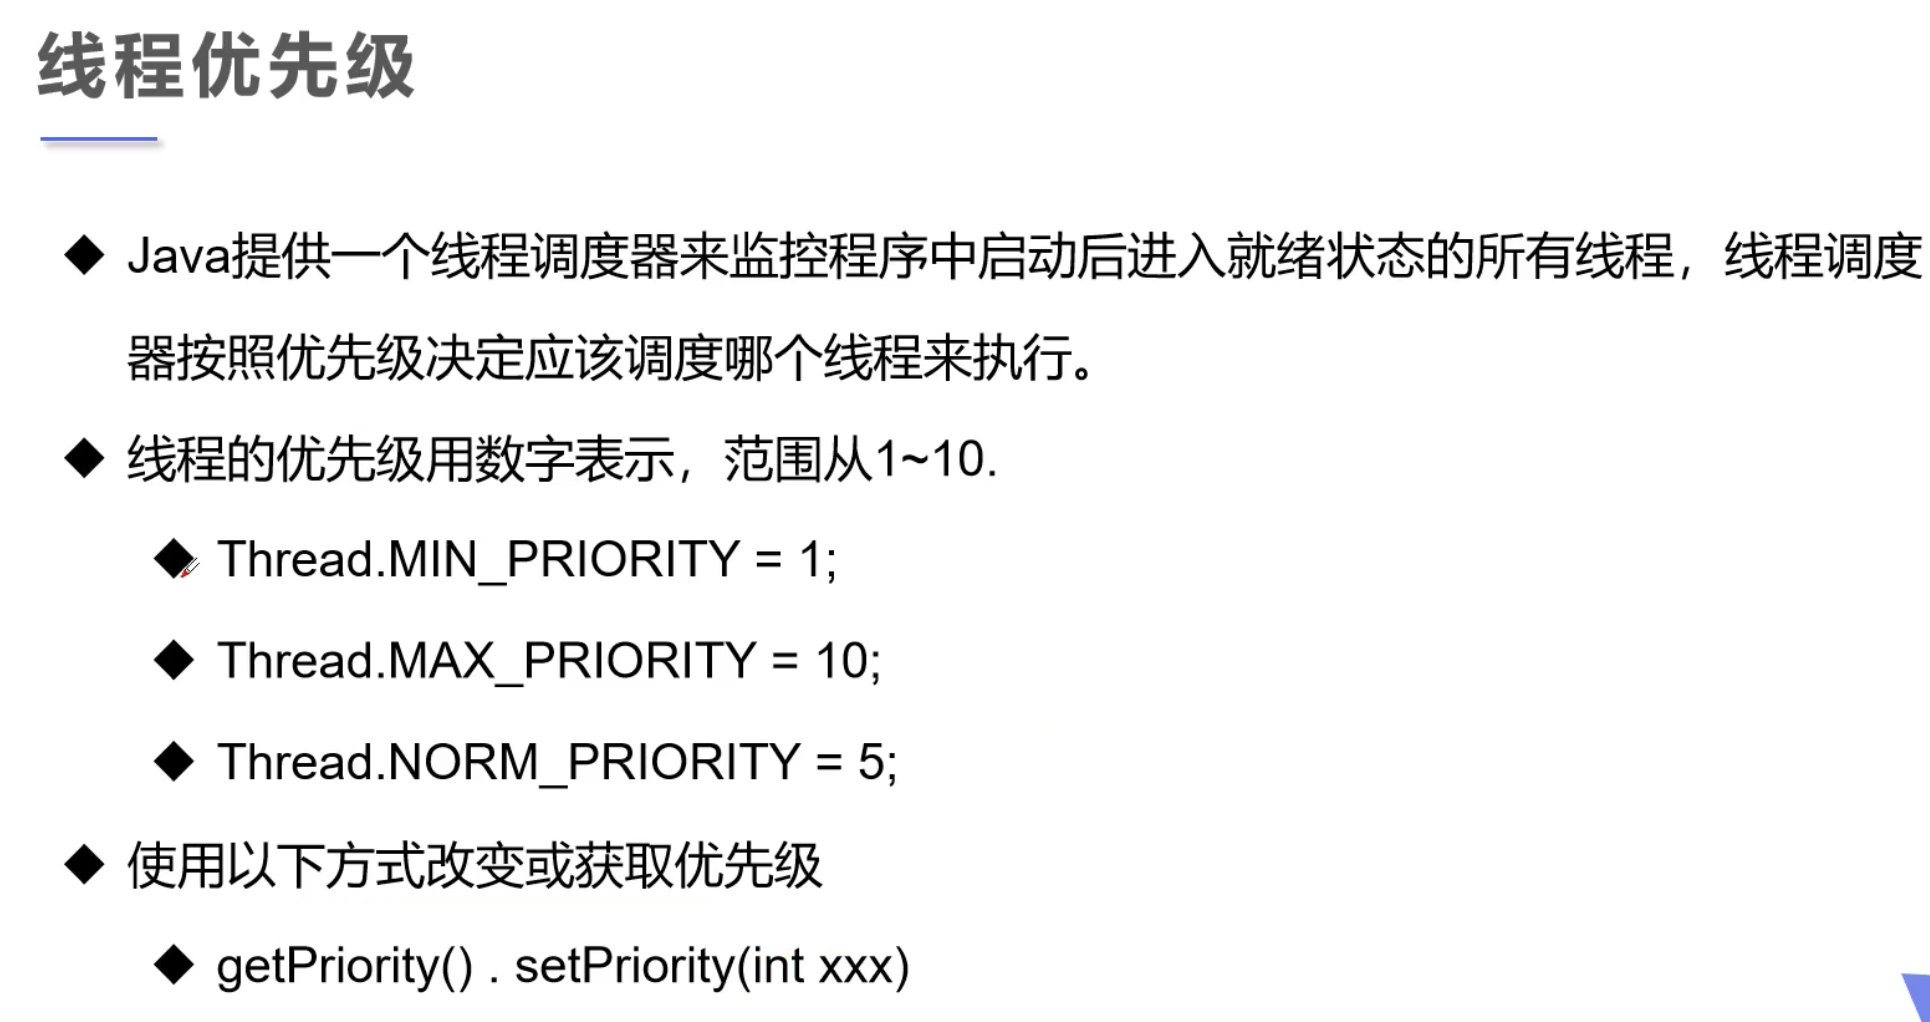 线程优先级
Java提供一个线程调度器来监控程序中启动后进入就绪状态的所有线程，线程调度
器按照优先级决定应该调度哪个线程来执行。
线程的优先级用数字表示，范围从1~10.
Thread.MIN_PRIORITY = 1;
Thread.MAX_PRIORITY = 10;
Thread.NORM_PRIORITY = 5;
使用以下方式改变或获取优先级
getPriority() . setPriority(int xxx)